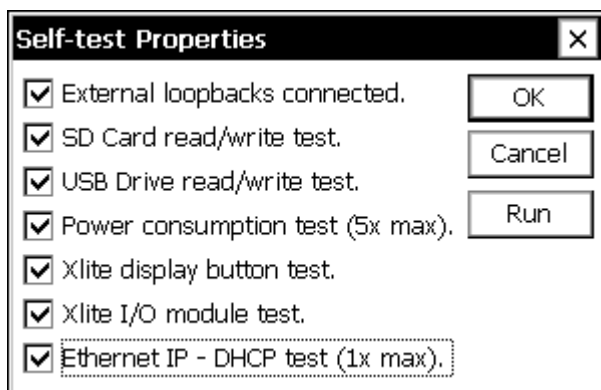 Self-test Properties
External loopbacks connected.
OK
SD Card read/write test.
Cancel
USB Drive read/write test.
Run
Power consumption test (5x max).
Xlite display button test.
Xlite I/O module test.
Ethernet IP - DHCP test (1x max).